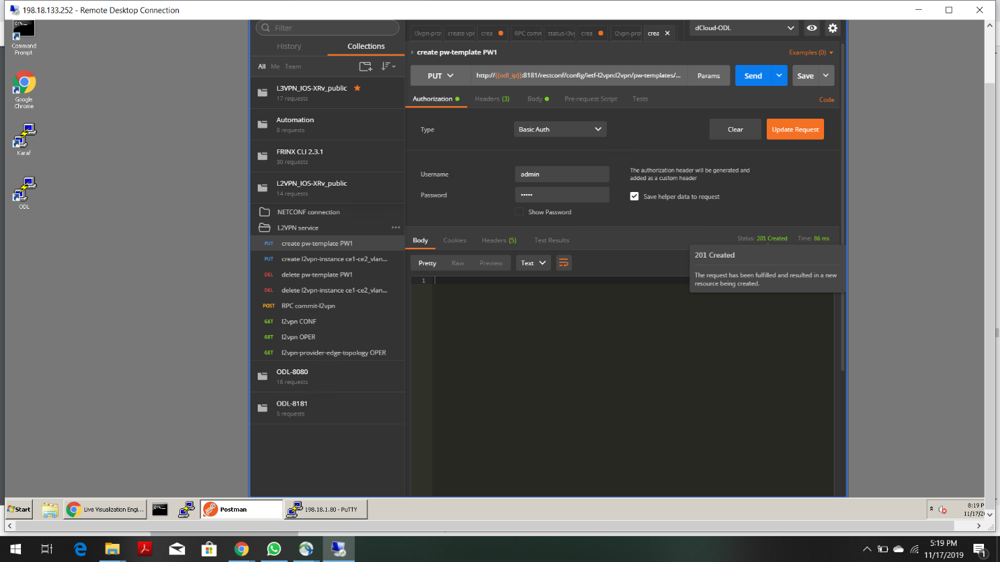 198.18.133.252 - Remote Desktop Connection
Command
Prompt
Google
Chrome
Karaf
ODL
Filter
History
Collections
All Me Team
L3VPN_IOS-XRv_public
17 requests
Automation
8 requests
FRINX CLI 2.3.1
30 requests
L2VPN_IOS-XRv_public
14 requests
NETCONF connection
L2VPN service
PUT create pw-template PW1
PUT create l2vpn-instance ce1-ce2_vlan...
DEL delete pw-template PW1
DEL delete l2vpn-instance ce1-ce2_vlan...
POST RPC commit-l2vpn
GET l2vpn CONF
GET l2vpn OPER
GET l2vpn-provider-edge-topology OPER
ODL-8080
16 requests
ODL-8181
5 requests
l3vpn-prov create vpr crea RPC comm status-l3v crea l2vpn-prov crea
dCloud-ODL
create pw-template PW1
Examples (0)
PUT
http://{{odl_ip}}:8181/restconf/config/ietf-l2vpn:l2vpn/pw-templates/...
Params
Send
Save
Authorization Headers (3) Body Pre-request Script Tests
Code
Type
Basic Auth
Clear
Update Request
Username
admin
The authorization header will be generated and
added as a custom header
Password
•••••
Save helper data to request
Show Password
Body Cookies Headers (5) Test Results
Status: 201 Created Time: 86 ms
201 Created
The request has been fulfilled and resulted in a new
resource being created.
Pretty Raw Preview Text
1
Start
Live Visualization Engi...
Postman
198.18.1.80 - PuTTY
8:19 P
11/17/2
5:19 PM
11/17/2019
1